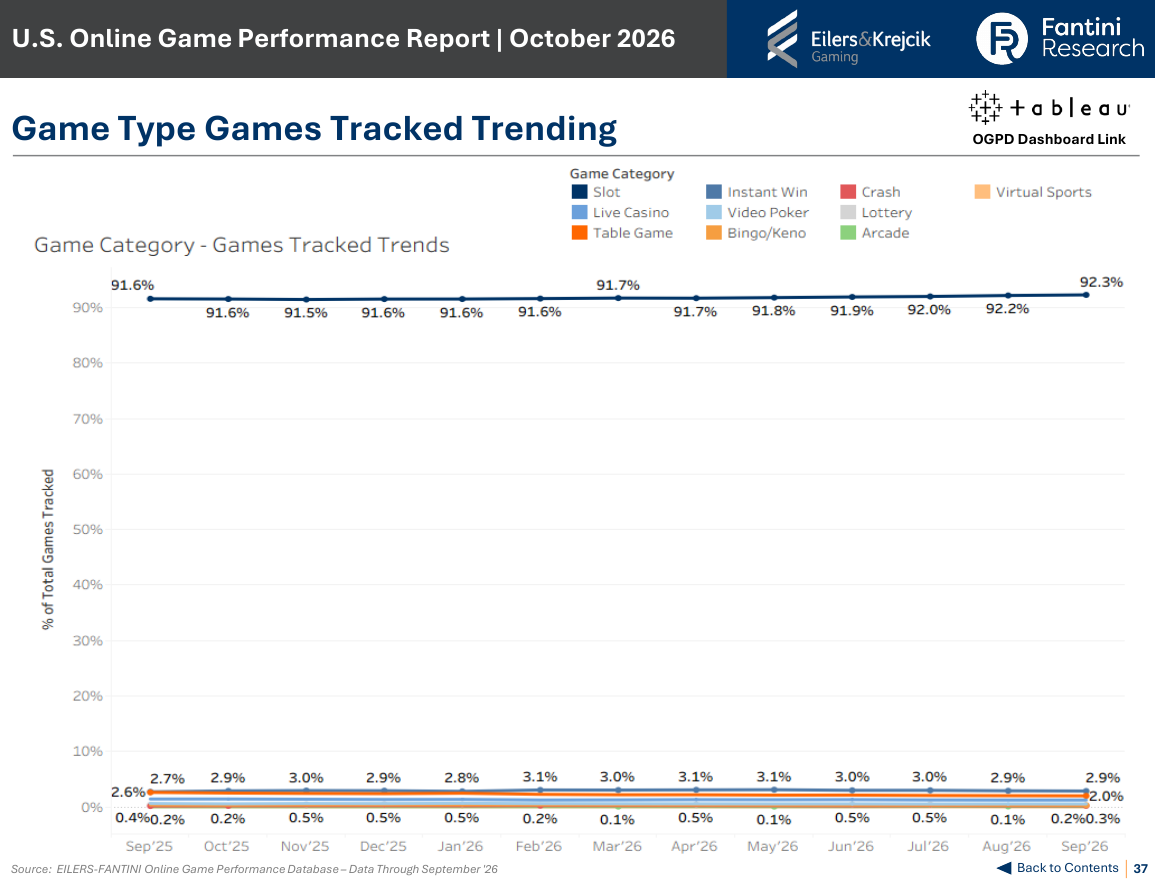 U.S. Online Game Performance Report | October 2026
Eilers&Krejcik
Gaming
Fantini
Research
Game Type Games Tracked Trending
+ a b l e a u
OGPD Dashboard Link
Game Category
Slot
Instant Win
Crash
Virtual Sports
Live Casino
Video Poker
Lottery
Table Game
Bingo/Keno
Arcade
Game Category - Games Tracked Trends
91.6% 91.7% 92.3%
91.6% 91.5% 91.6% 91.6% 91.6% 91.7% 91.8% 91.9% 92.0% 92.2%
90%
80%
70%
60%
50%
40%
30%
20%
10%
0%
% of Total Games Tracked
2.7% 2.9% 3.0% 2.9% 2.8% 3.1% 3.0% 3.1% 3.1% 3.0% 3.0% 2.9% 2.9%
2.6% 2.0%
0.4% 0.2% 0.2% 0.5% 0.5% 0.5% 0.2% 0.1% 0.5% 0.1% 0.5% 0.5% 0.1% 0.2% 0.3%
Sep'25 Oct'25 Nov'25 Dec'25 Jan'26 Feb'26 Mar'26 Apr'26 May'26 Jun'26 Jul'26 Aug'26 Sep'26
Source: EILERS-FANTINI Online Game Performance Database – Data Through September '26
Back to Contents
37